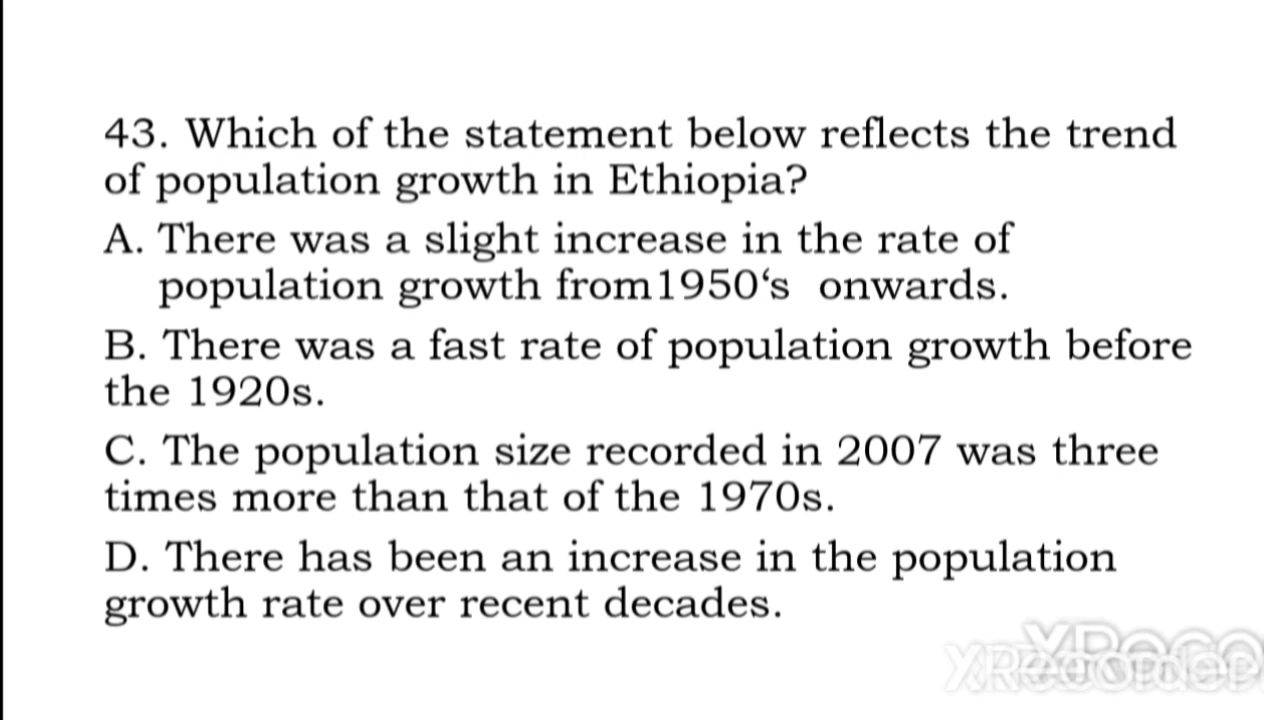 43. Which of the statement below reflects the trend
of population growth in Ethiopia?
A. There was a slight increase in the rate of
population growth from1950‘s onwards.
B. There was a fast rate of population growth before
the 1920s.
C. The population size recorded in 2007 was three
times more than that of the 1970s.
D. There has been an increase in the population
growth rate over recent decades.
XRecorder